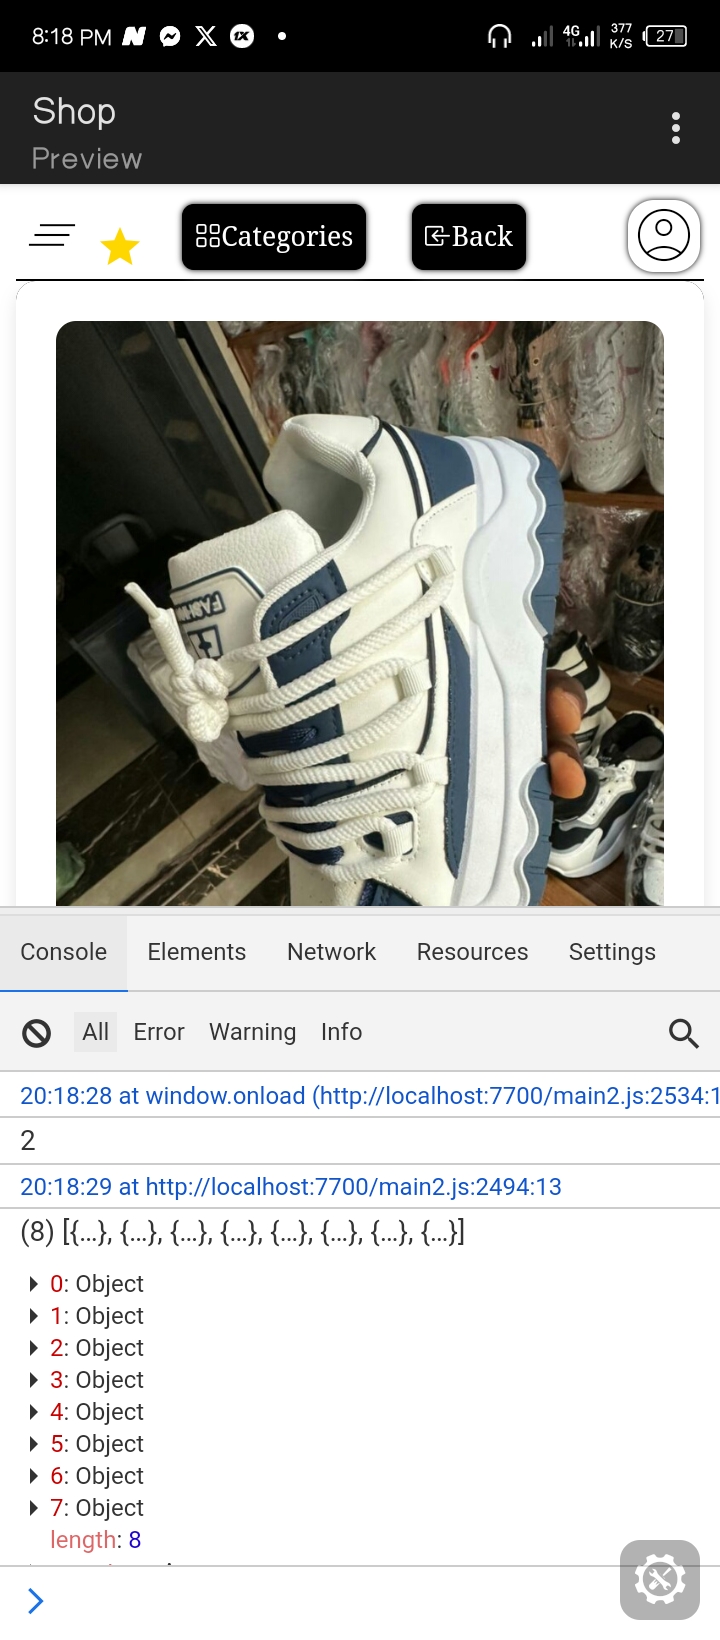 8:18 PM
4G
377
K/S
27
Shop
Preview
Categories
Back
FASHION
Console
Elements
Network
Resources
Settings
All
Error
Warning
Info
20:18:28 at window.onload (http://localhost:7700/main2.js:2534:1
2
20:18:29 at http://localhost:7700/main2.js:2494:13
(8) [{…}, {…}, {…}, {…}, {…}, {…}, {…}, {…}]
0: Object
1: Object
2: Object
3: Object
4: Object
5: Object
6: Object
7: Object
length: 8